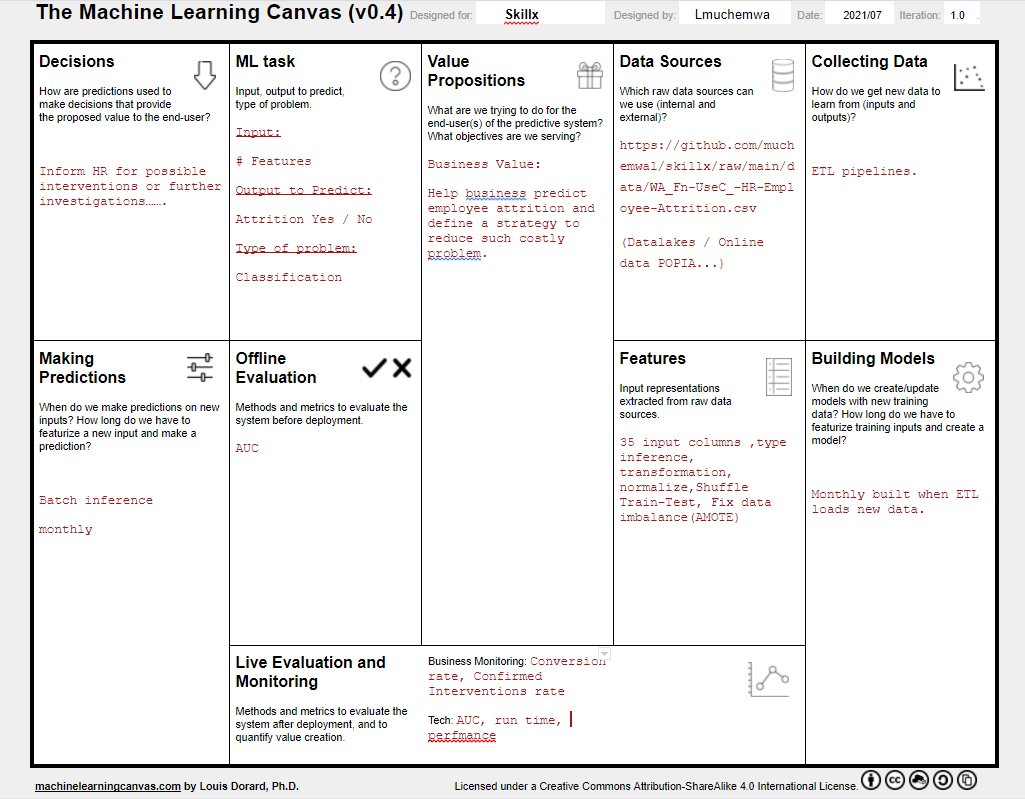 The Machine Learning Canvas (v0.4)
Designed for:
Skillx
Designed by:
Lmuchemwa
Date:
2021/07
Iteration:
1.0
.
Decisions
How are predictions used to
make decisions that provide
the proposed value to the end-user?
Inform HR for possible
interventions or further
investigations…….
ML task
Input, output to predict,
type of problem.
Input:
# Features
Output to Predict:
Attrition Yes / No
Type of problem:
Classification
Value
Propositions
What are we trying to do for the
end-user(s) of the predictive system?
What objectives are we serving?
Business Value:
Help business predict
employee attrition and
define a strategy to
reduce such costly
problem.
Data Sources
Which raw data sources can
we use (internal and
external)?
https://github.com/much
emwal/skillx/raw/main/d
ata/WA_Fn-UseC_-HR-Empl
oyee-Attrition.csv
(Datalakes / Online
data POPIA...)
Collecting Data
How do we get new data to
learn from (inputs and
outputs)?
ETL pipelines.
Making
Predictions
When do we make predictions on new
inputs? How long do we have to
featurize a new input and make a
prediction?
Batch inference
monthly
Offline
Evaluation
Methods and metrics to evaluate the
system before deployment.
AUC
Features
Input representations
extracted from raw data
sources.
35 input columns ,type
inference,
transformation,
normalize,Shuffle
Train-Test, Fix data
imbalance(AMOTE)
Building Models
When do we create/update
models with new training
data? How long do we have to
featurize training inputs and create a
model?
Monthly built when ETL
loads new data.
Live Evaluation and
Monitoring
Methods and metrics to evaluate the
system after deployment, and to
quantify value creation.
Business Monitoring: Conversion
rate, Confirmed
Interventions rate
Tech: AUC, run time,
perfmance
machinelearningcanvas.com by Louis Dorard, Ph.D.
Licensed under a Creative Commons Attribution-ShareAlike 4.0 International License.